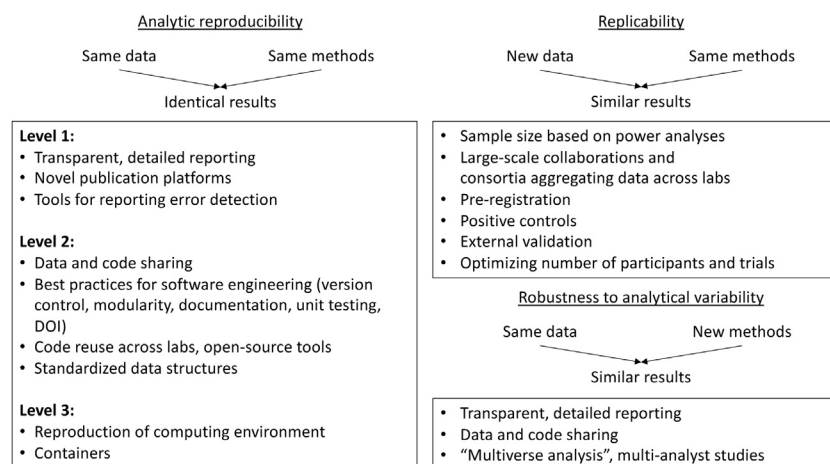 Analytic reproducibility
Same data
Same methods
Identical results
Level 1:
• Transparent, detailed reporting
• Novel publication platforms
• Tools for reporting error detection
Level 2:
• Data and code sharing
• Best practices for software engineering (version
control, modularity, documentation, unit testing,
DOI)
• Code reuse across labs, open-source tools
• Standardized data structures
Level 3:
• Reproduction of computing environment
• Containers
Replicability
New data
Same methods
Similar results
• Sample size based on power analyses
• Large-scale collaborations and
consortia aggregating data across labs
• Pre-registration
• Positive controls
• External validation
• Optimizing number of participants and trials
Robustness to analytical variability
Same data
New methods
Similar results
• Transparent, detailed reporting
• Data and code sharing
• “Multiverse analysis”, multi-analyst studies